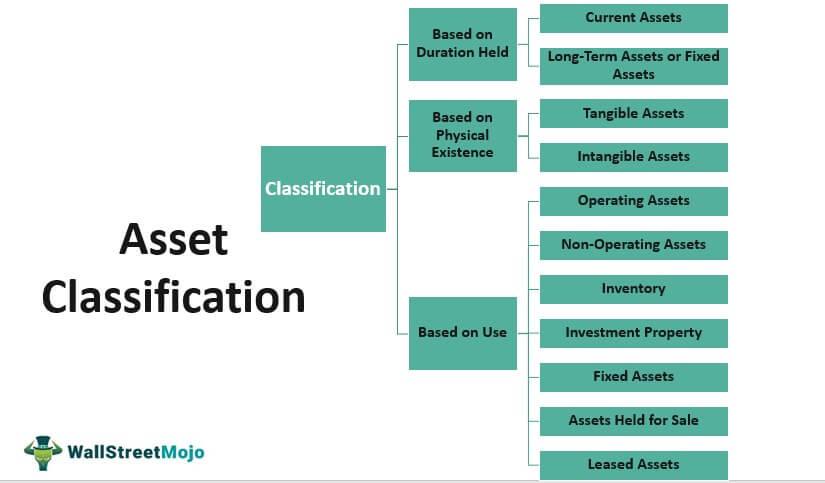 Asset
Classification
Classification
Based on
Duration Held
Current Assets
Long-Term Assets or Fixed
Assets
Based on
Physical
Existence
Tangible Assets
Intangible Assets
Based on Use
Operating Assets
Non-Operating Assets
Inventory
Investment Property
Fixed Assets
Assets Held for Sale
Leased Assets
WallStreetMojo